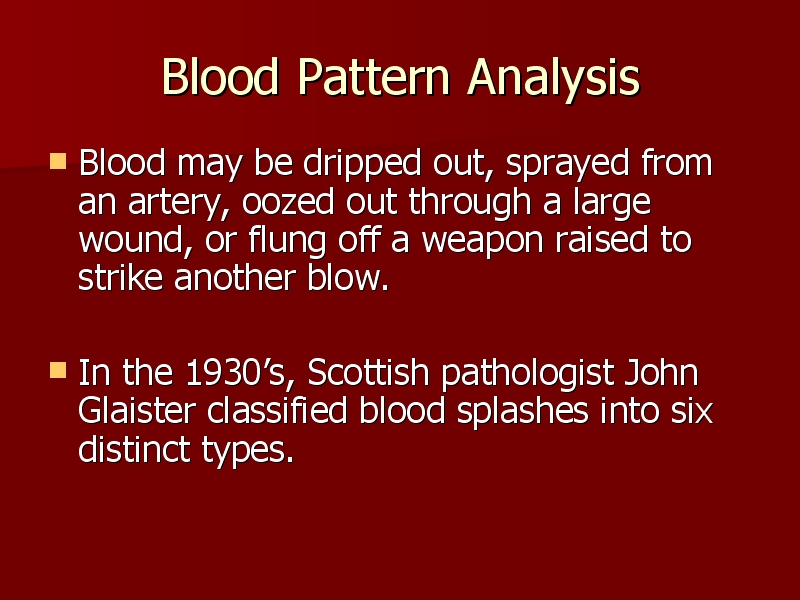 Blood Pattern Analysis
Blood may be dripped out, sprayed from
an artery, oozed out through a large
wound, or flung off a weapon raised to
strike another blow.
In the 1930’s, Scottish pathologist John
Glaister classified blood splashes into six
distinct types.